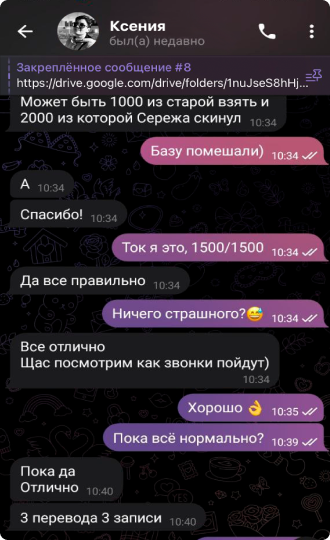 Ксения
был(а) недавно
Закреплённое сообщение #8
https://drive.google.com/drive/folders/1nuJseS8hHj...
Может быть 1000 из старой взять и
2000 из которой Сережа скинул 10:34
Базу помешали) 10:34
А 10:34
Спасибо! 10:34
Ток я это, 1500/1500 10:34
Да все правильно 10:34
Ничего страшного?😅 10:34
Все отлично
Щас посмотрим как звонки пойдут)
10:34
Хорошо 👌 10:35
Пока всё нормально? 10:39
Пока да
Отлично 10:40
3 перевода 3 записи 10:40